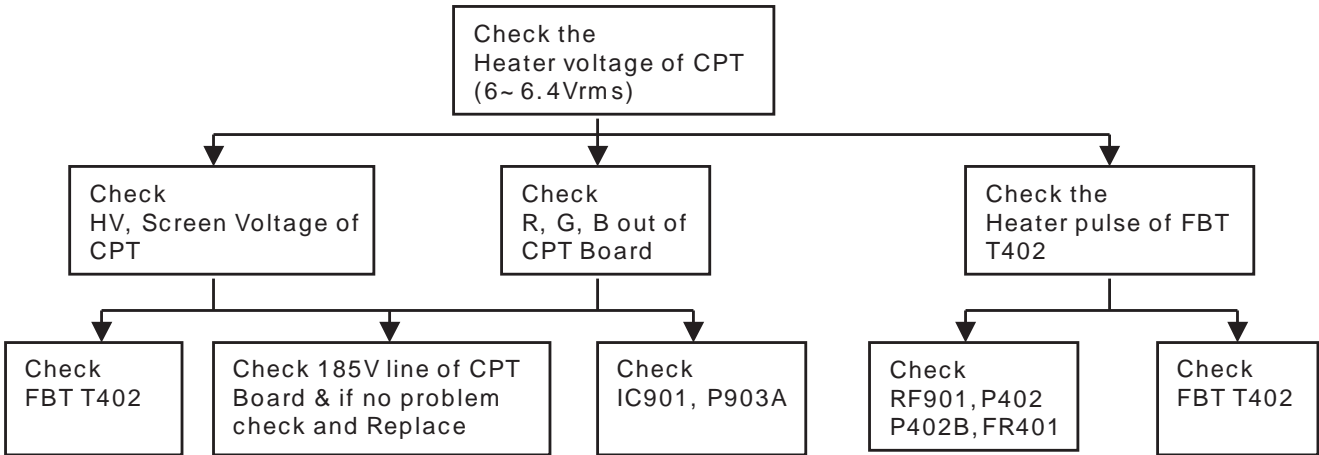 Check the
Heater voltage of CPT
(6~6.4Vrms)
Check
HV, Screen Voltage of
CPT
Check
R, G, B out of
CPT Board
Check the
Heater pulse of FBT
T402
Check
FBT T402
Check 185V line of CPT
Board & if no problem
check and Replace
Check
IC901, P903A
Check
RF901, P402
P402B, FR401
Check
FBT T402